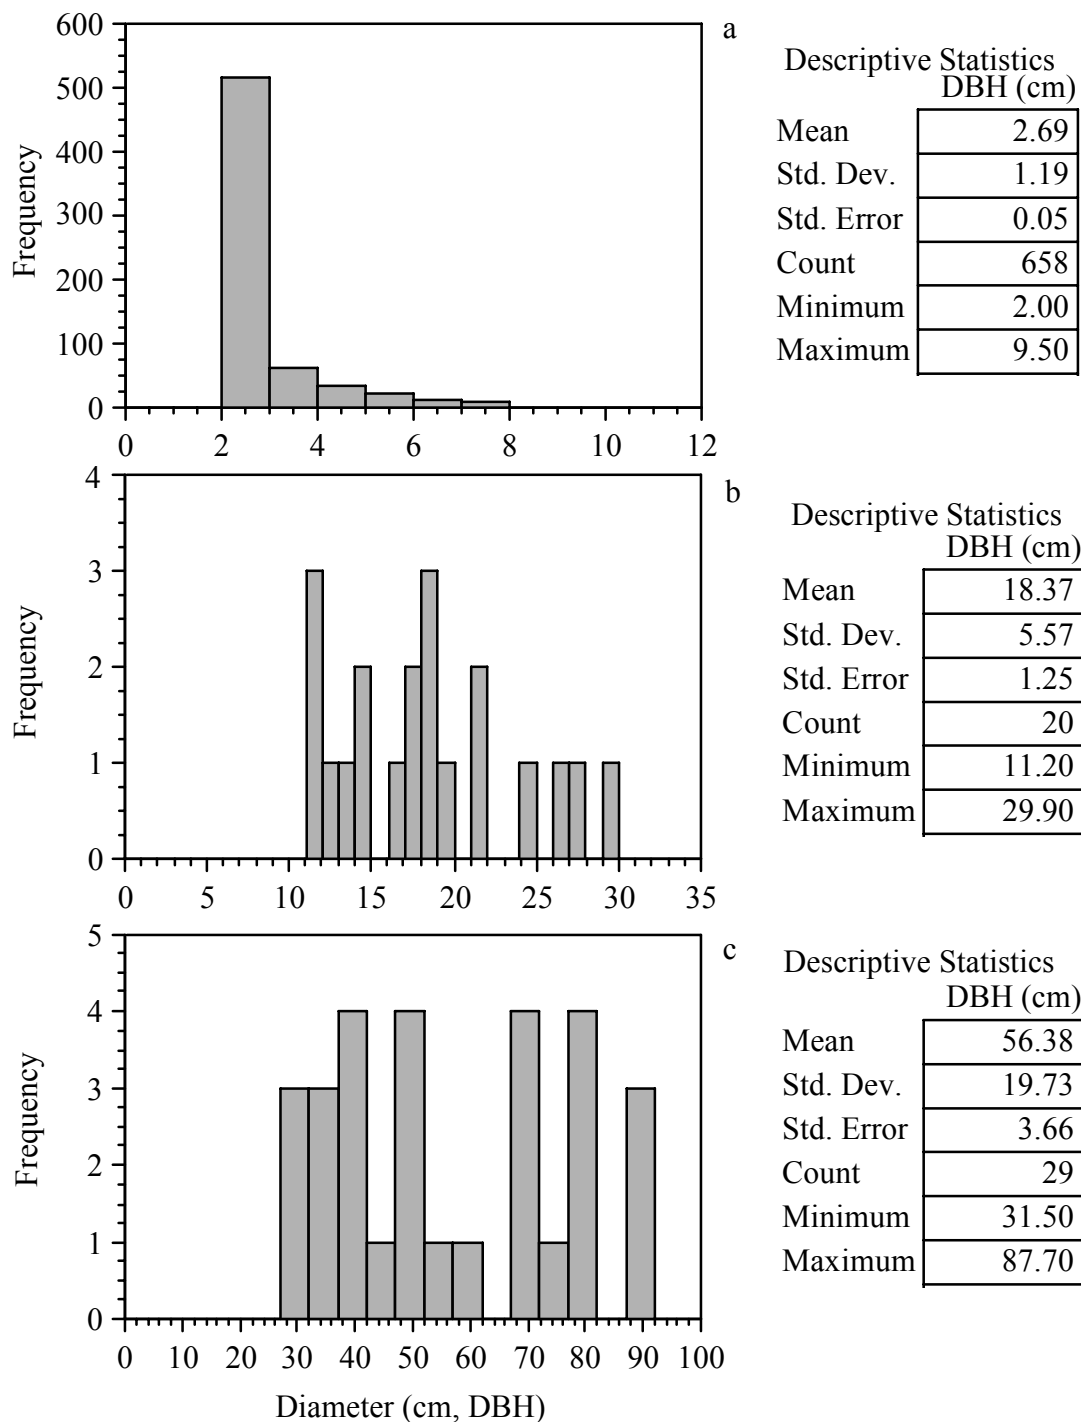 a
600
500
400
300
200
100
0
Frequency
0 2 4 6 8 10 12
Descriptive Statistics
DBH (cm)
Mean 2.69
Std. Dev. 1.19
Std. Error 0.05
Count 658
Minimum 2.00
Maximum 9.50
b
4
3
2
1
0
Frequency
0 5 10 15 20 25 30 35
Descriptive Statistics
DBH (cm)
Mean 18.37
Std. Dev. 5.57
Std. Error 1.25
Count 20
Minimum 11.20
Maximum 29.90
c
5
4
3
2
1
0
Frequency
0 10 20 30 40 50 60 70 80 90 100
Diameter (cm, DBH)
Descriptive Statistics
DBH (cm)
Mean 56.38
Std. Dev. 19.73
Std. Error 3.66
Count 29
Minimum 31.50
Maximum 87.70